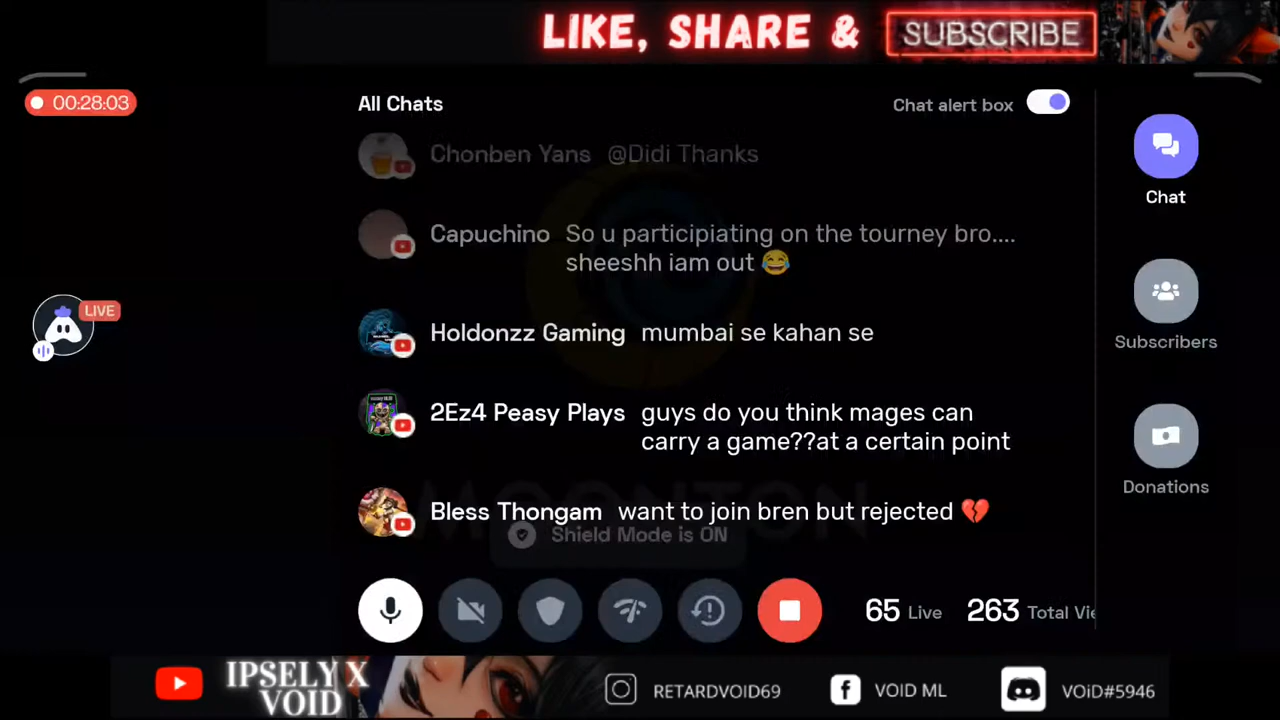 LIKE, SHARE & SUBSCRIBE
00:28:03
All Chats
Chat alert box
Chonben Yans @Didi Thanks
Chat
Capuchino So u participiating on the tourney bro....
sheeshh iam out 😂
LIVE
Holdonzz Gaming mumbai se kahan se
Subscribers
2Ez4 Peasy Plays guys do you think mages can
carry a game??at a certain point
Donations
Bless Thongam want to join bren but rejected 💔
MOONTON
Shield Mode is ON
65 Live 263 Total Vie
IPSELY X
VOID
RETARDVOID69
VOID ML
VOiD#5946